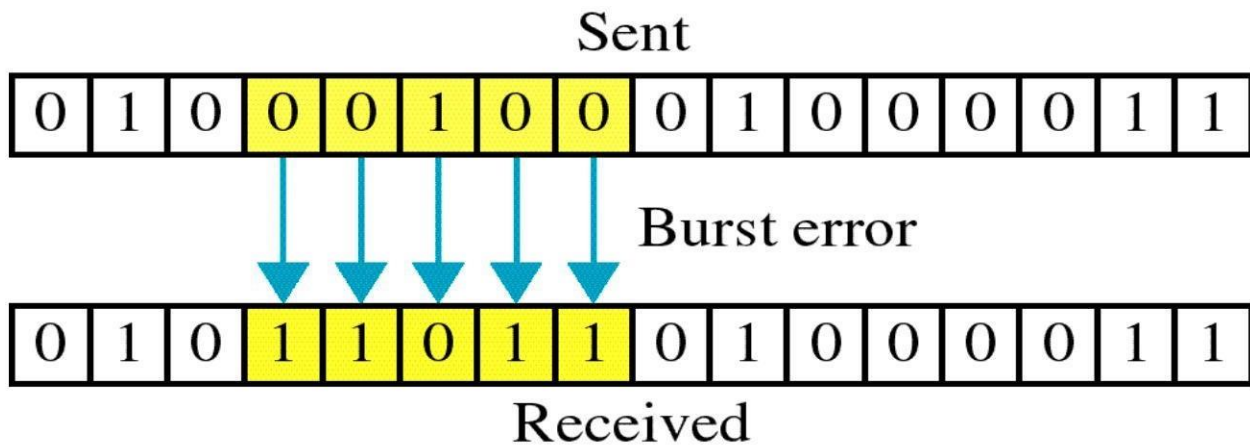 Sent
0 1 0 0 0 1 0 0 0 1 0 0 0 0 1 1
Burst error
0 1 0 1 1 0 1 1 0 1 0 0 0 0 1 1
Received